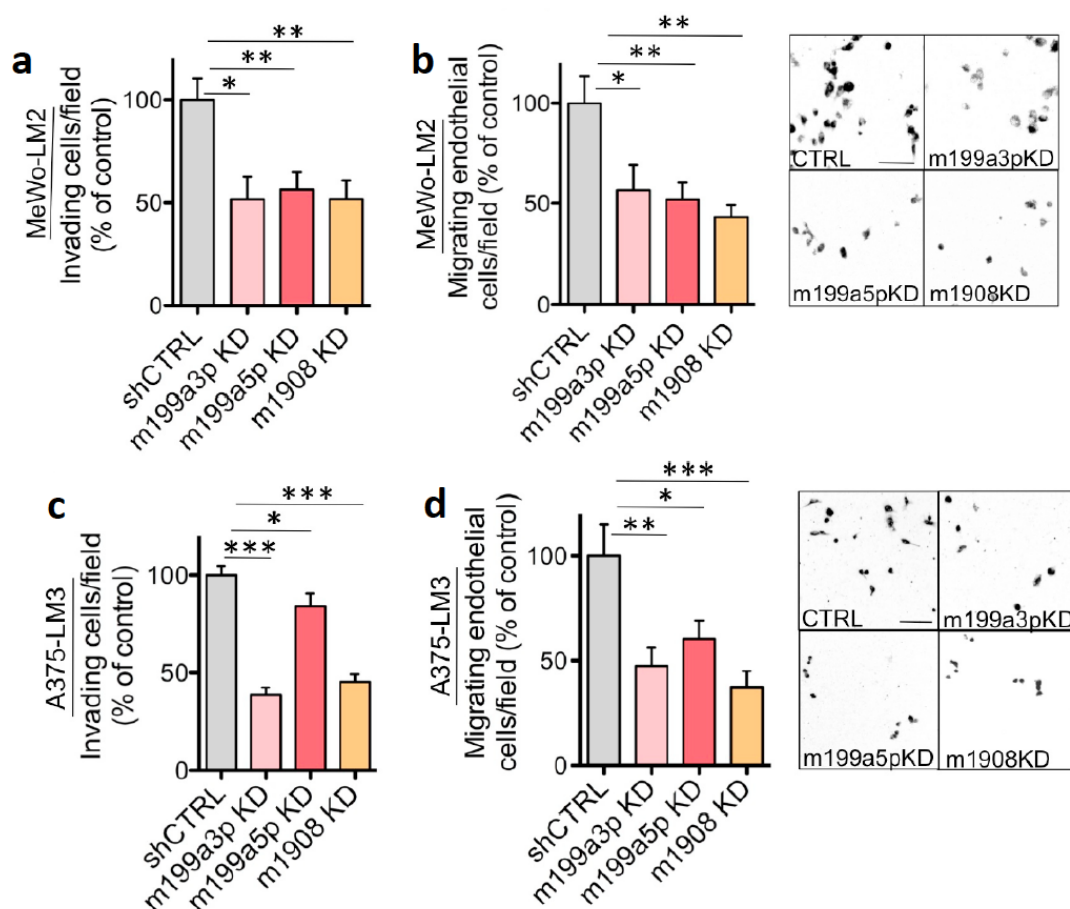 a
MeWo-LM2
Invading cells/field
(% of control)
100
50
0
*
**
**
shCTRL
m199a3p KD
m199a5p KD
m1908 KD
b
MeWo-LM2
Migrating endothelial
cells/field (% of control)
100
50
0
*
**
**
shCTRL
m199a3p KD
m199a5p KD
m1908 KD
CTRL
m199a3pKD
m199a5pKD
m1908KD
c
A375-LM3
Invading cells/field
(% of control)
100
50
0
***
*
***
shCTRL
m199a3p KD
m199a5p KD
m1908 KD
d
A375-LM3
Migrating endothelial
cells/field (% of control)
100
50
0
**
*
***
shCTRL
m199a3p KD
m199a5p KD
m1908 KD
CTRL
m199a3pKD
m199a5pKD
m1908KD